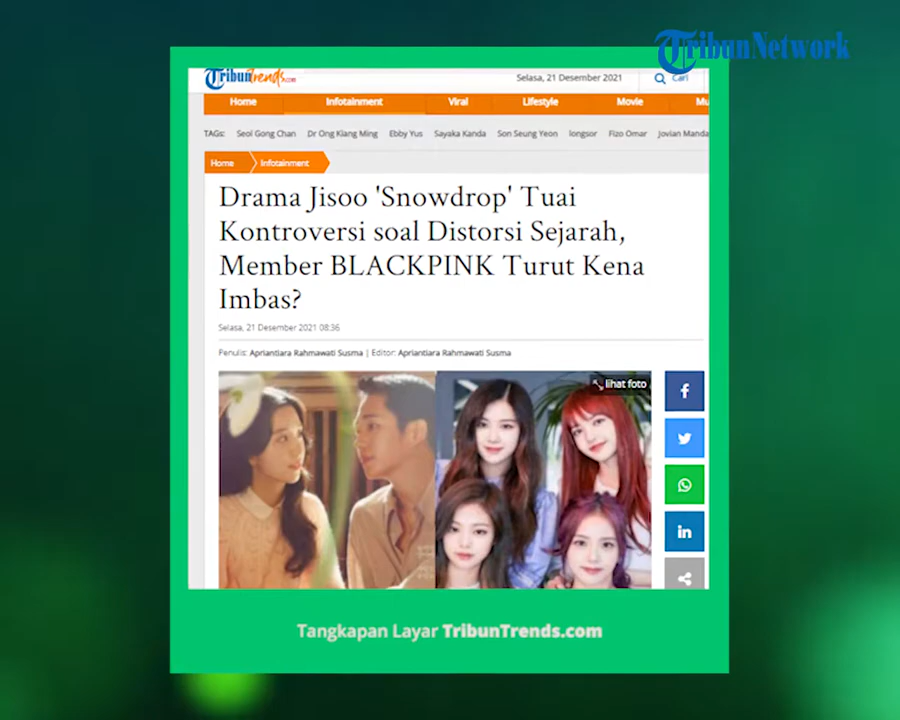 TribunNetwork
TribunTrends.com
Selasa, 21 Desember 2021
Cari
Home Infotainment Viral Lifestyle Movie Mu
TAGS: Seol Gong Chan Dr Ong Kiang Ming Ebby Yus Sayaka Kanda Son Seung Yeon longsor Fizo Omar Jovian Manda
Home Infotainment
Drama Jisoo 'Snowdrop' Tuai
Kontroversi soal Distorsi Sejarah,
Member BLACKPINK Turut Kena
Imbas?
Selasa, 21 Desember 2021 08:36
Penulis: Apriantiara Rahmawati Susma | Editor: Apriantiara Rahmawati Susma
lihat foto
Tangkapan Layar TribunTrends.com